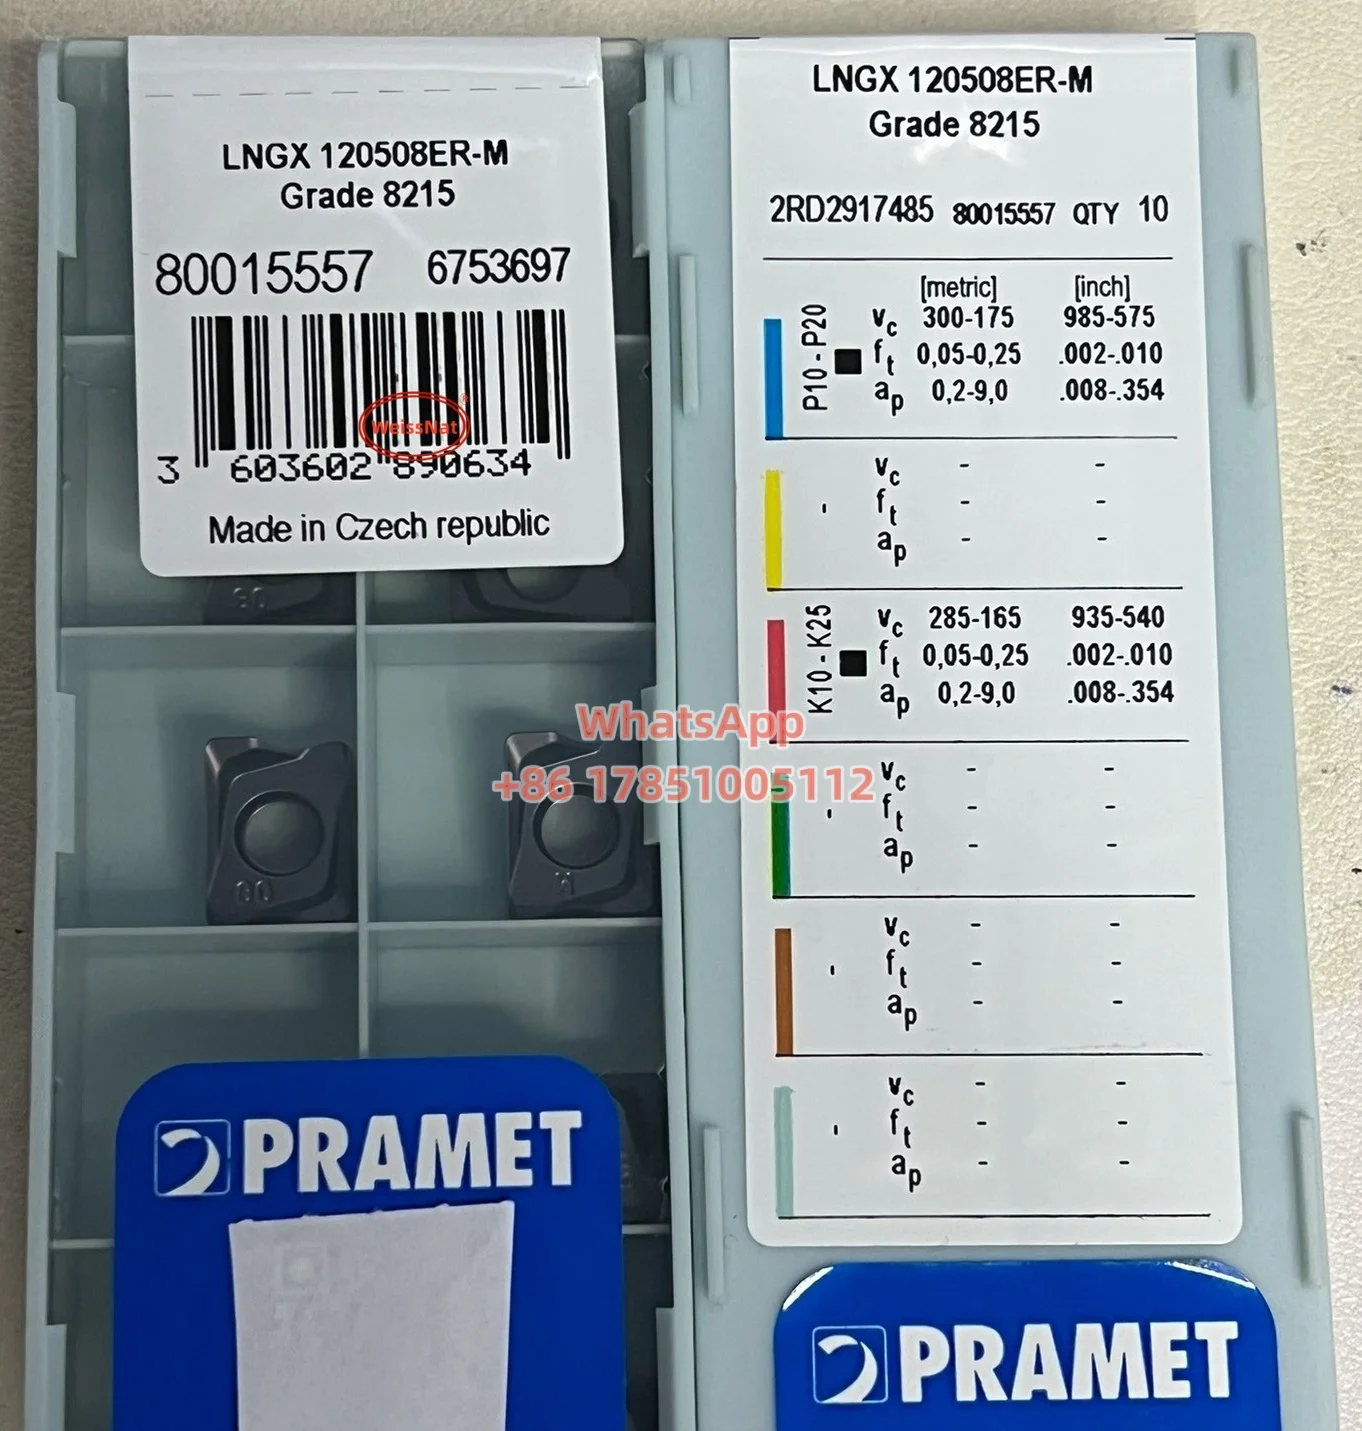 LNGX 120508ER-M
Grade 8215
80015557 6753697
WeissNat
3 603602 890634
Made in Czech republic
GO
GO
K
PRAMET
LNGX 120508ER-M
Grade 8215
2RD2917485 80015557 QTY 10
[metric] [inch]
P10 - P20
vc 300-175 985-575
ft 0,05-0,25 .002-.010
ap 0,2-9,0 .008-.354
vc - -
- ft - -
ap - -
K10 - K25
vc 285-165 935-540
ft 0,05-0,25 .002-.010
ap 0,2-9,0 .008-.354
WhatsApp
+86 17851005112
vc - -
- ft - -
ap - -
vc - -
- ft - -
ap - -
vc - -
- ft - -
ap - -
PRAMET